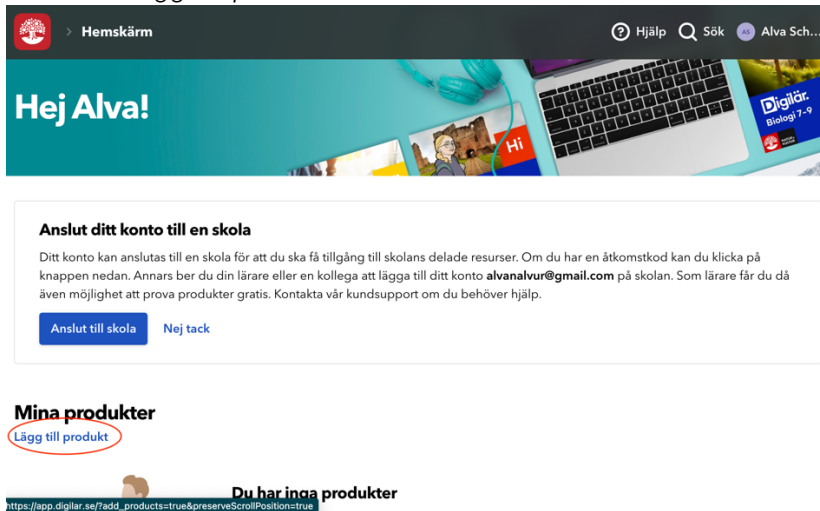 Hemskärm
Hjälp
Sök
AS
Alva Sch...
Hej Alva!
Hi
Digilär.
Biologi 7-9
Anslut ditt konto till en skola
Ditt konto kan anslutas till en skola för att du ska få tillgång till skolans delade resurser. Om du har en åtkomstkod kan du klicka på
knappen nedan. Annars ber du din lärare eller en kollega att lägga till ditt konto alvanalvur@gmail.com på skolan. Som lärare får du då
även möjlighet att prova produkter gratis. Kontakta vår kundsupport om du behöver hjälp.
Anslut till skola
Nej tack
Mina produkter
Lägg till produkt
Du har inga produkter
https://app.digilar.se/?add_products=true&preserveScrollPosition=true